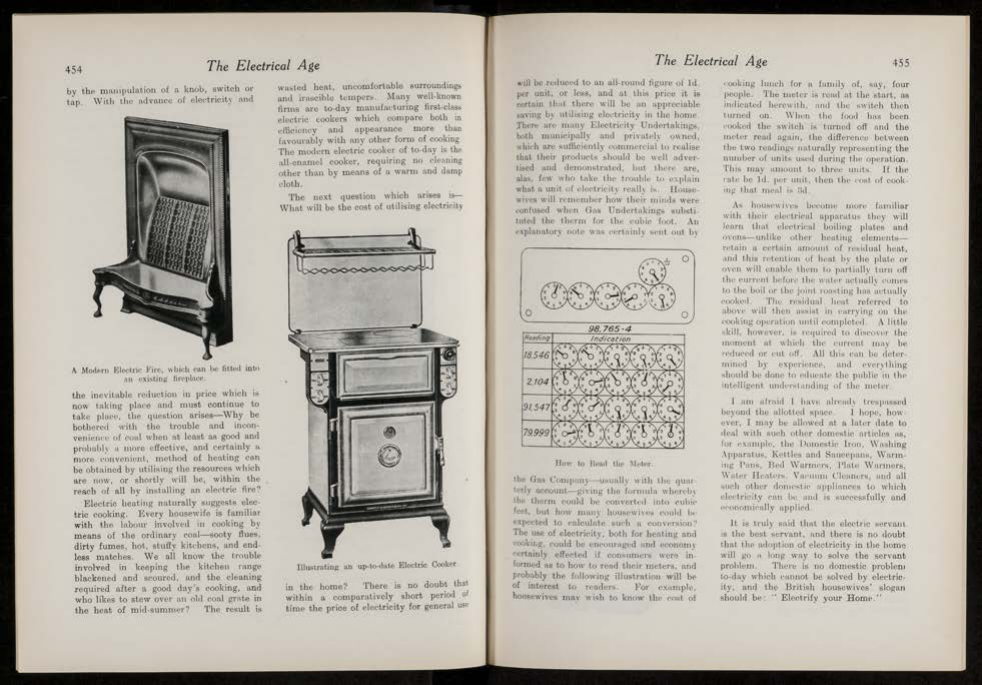 454
The Electrical Age
by the manipulation of a knob, switch or
tap. With the advance of electricity and
A Modern Electric Fire, which can be fitted into
an existing fireplace.
the inevitable reduction in price which is
now taking place and must continue to
take place, the question arises—Why be
bothered with the trouble and incon-
venience of coal when at least as good and
probably a more effective, and certainly a
more convenient, method of heating can
be obtained by utilising the resources which
are now, or shortly will be, within the
reach of all by installing an electric fire?
Electric heating naturally suggests elec-
tric cooking. Every housewife is familiar
with the labour involved in cooking by
means of the ordinary coal—sooty flues,
dirty fumes, hot, stuffy kitchens, and end-
less matches. We all know the trouble
involved in keeping the kitchen range
blackened and scoured, and the cleaning
required after a good day's cooking, and
who likes to stew over an old coal grate in
the heat of mid-summer? The result is
wasted heat, uncomfortable surroundings
and irascible tempers. Many well-known
firms are to-day manufacturing first-class
electric cookers which compare both in
efficiency and appearance more than
favourably with any other form of cooking.
The modern electric cooker of to-day is the
all-enamel cooker, requiring no cleaning
other than by means of a warm and damp
cloth.
The next question which arises is—
What will be the cost of utilising electricity
Illustrating an up-to-date Electric Cooker.
in the home? There is no doubt that
within a comparatively short period of
time the price of electricity for general use
The Electrical Age
455
will be reduced to an all-round figure of 1d.
per unit, or less, and at this price it is
certain that there will be an appreciable
saving by utilising electricity in the home.
There are many Electricity Undertakings,
both municipally and privately owned,
which are sufficiently commercial to realise
that their products should be well adver-
tised and demonstrated, but there are,
alas, few who take the trouble to explain
what a unit of electricity really is. House-
wives will remember how their minds were
confused when Gas Undertakings substi-
tuted the therm for the cubic foot. An
explanatory note was certainly sent out by
98,765·4
Reading Indication
18,546
2,104
91,547
79,999
How to Read the Meter.
the Gas Company—usually with the quar-
terly account—giving the formula whereby
the therm could be converted into cubic
feet, but how many housewives could be
expected to calculate such a conversion?
The use of electricity, both for heating and
cooking, could be encouraged and economy
certainly effected if consumers were in-
formed as to how to read their meters, and
probably the following illustration will be
of interest to readers. For example,
housewives may wish to know the cost of
cooking lunch for a family of, say, four
people. The meter is read at the start, as
indicated herewith, and the switch then
turned on. When the food has been
cooked the switch is turned off and the
meter read again, the difference between
the two readings naturally representing the
number of units used during the operation.
This may amount to three units. If the
rate be 1d. per unit, then the cost of cook-
ing that meal is 3d.
As housewives become more familiar
with their electrical apparatus they will
learn that electrical boiling plates and
ovens—unlike other heating elements—
retain a certain amount of residual heat,
and this retention of heat by the plate or
oven will enable them to partially turn off
the current before the water actually comes
to the boil or the joint roasting has actually
cooked. The residual heat referred to
above will then assist in carrying on the
cooking operation until completed. A little
skill, however, is required to discover the
moment at which the current may be
reduced or cut off. All this can be deter-
mined by experience, and everything
should be done to educate the public in the
intelligent understanding of the meter.
I am afraid I have already trespassed
beyond the allotted space. I hope, how-
ever, I may be allowed at a later date to
deal with such other domestic articles as,
for example, the Domestic Iron, Washing
Apparatus, Kettles and Saucepans, Warm-
ing Pans, Bed Warmers, Plate Warmers,
Water Heaters, Vacuum Cleaners, and all
such other domestic appliances to which
electricity can be and is successfully and
economically applied.
It is truly said that the electric servant
is the best servant, and there is no doubt
that the adoption of electricity in the home
will go a long way to solve the servant
problem. There is no domestic problem
to-day which cannot be solved by electric-
ity, and the British housewives' slogan
should be: "Electrify your Home."